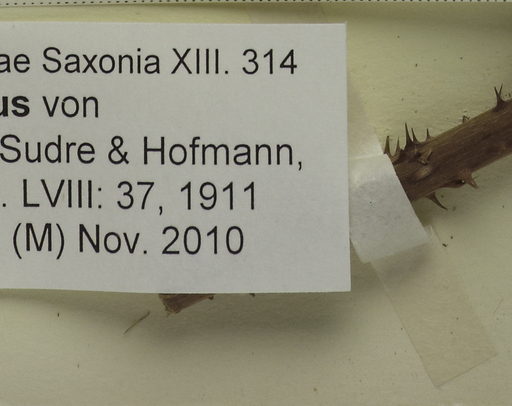 ae Saxonia XIII. 314
us von
Sudre & Hofmann,
. LVIII: 37, 1911
(M) Nov. 2010